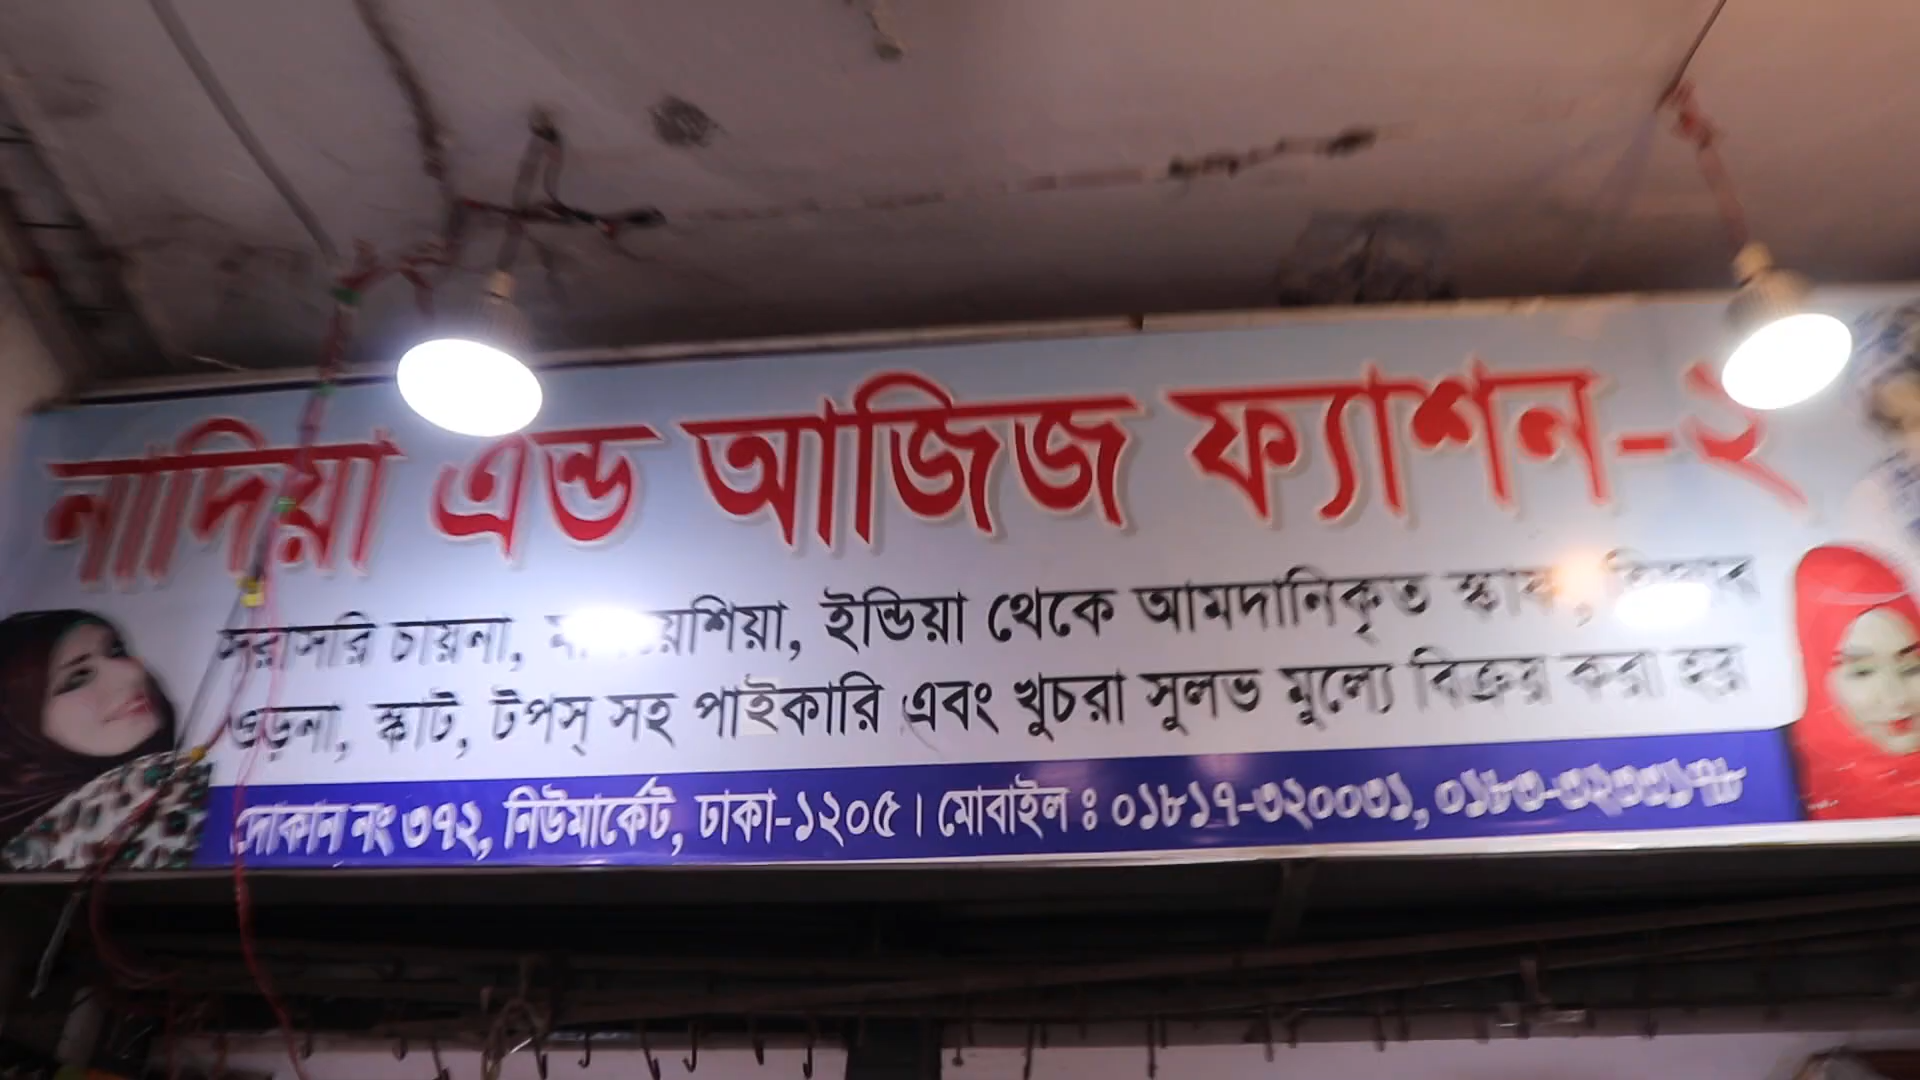 নাদিয়া এন্ড আজিজ ফ্যাশন-২
সরাসরি চায়না, ইন্ডিয়া থেকে আমদানিকৃত
ওড়না, স্কাট, টপস্ সহ পাইকারি এবং খুচরা সুলভ মুল্যে বিক্রয় করা হয়
দোকান নং ৩৭২, নিউমার্কেট, ঢাকা-১২০৫। মোবাইল ঃ ০১৮১৭-৩২০০৩১,